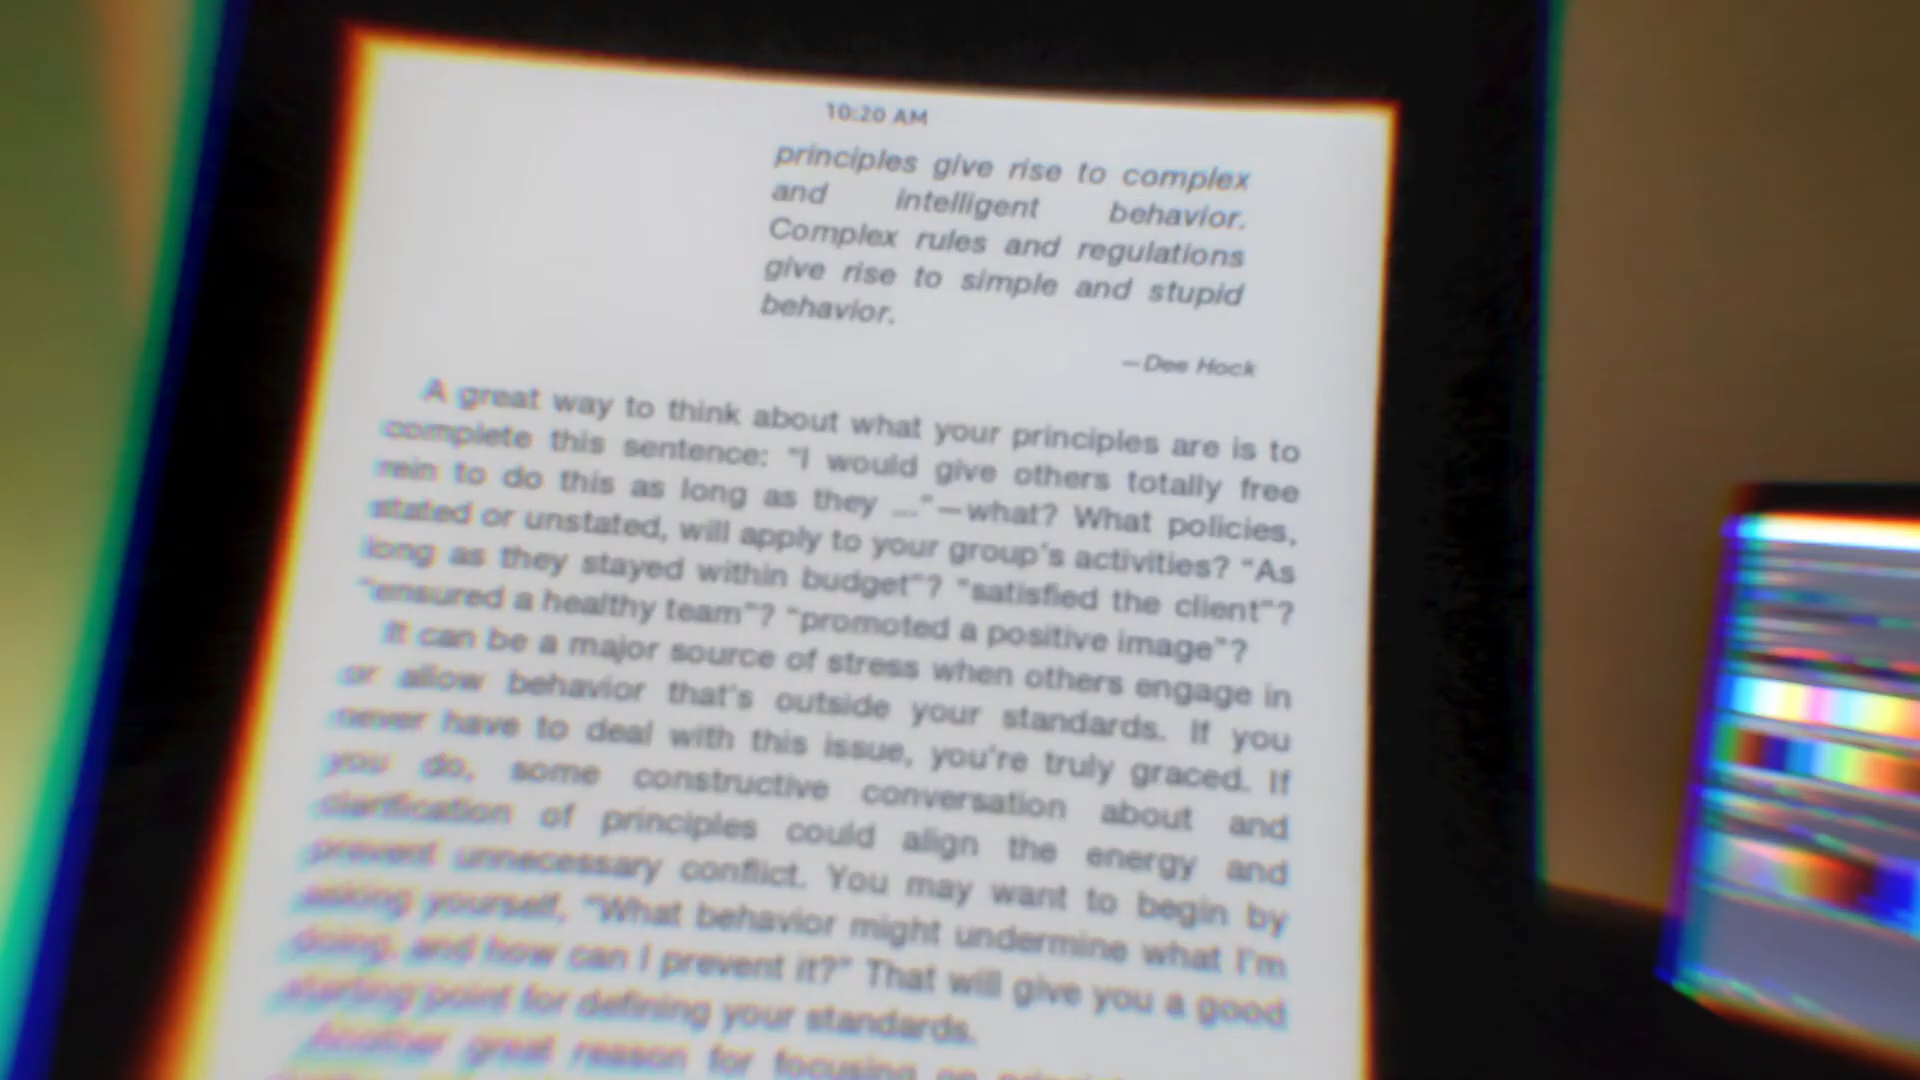 10:20 AM
principles give rise to complex
and intelligent behavior.
Complex rules and regulations
give rise to simple and stupid
behavior.
—Dee Hock
A great way to think about what your principles are is to
complete this sentence: “I would give others totally free
rein to do this as long as they ...”—what? What policies,
stated or unstated, will apply to your group’s activities? “As
long as they stayed within budget”? “satisfied the client”?
“ensured a healthy team”? “promoted a positive image”?
It can be a major source of stress when others engage in
or allow behavior that’s outside your standards. If you
never have to deal with this issue, you’re truly graced. If
you do, some constructive conversation about and
clarification of principles could align the energy and
prevent unnecessary conflict. You may want to begin by
asking yourself, “What behavior might undermine what I’m
doing, and how can I prevent it?” That will give you a good
starting point for defining your standards.
Another great reason for focusing on